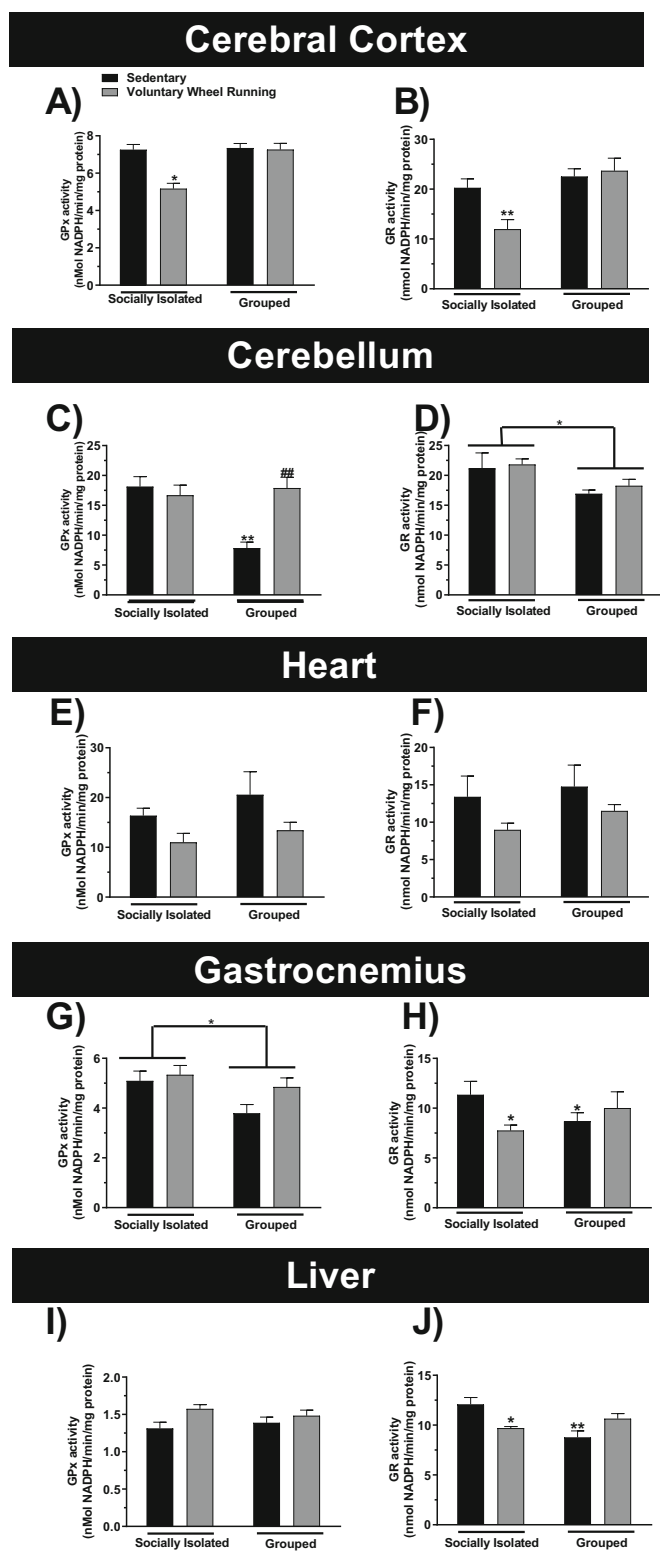 Cerebral Cortex
Sedentary
Voluntary Wheel Running
A)
GPx activity
(nMol NADPH/min/mg protein)
8
6
4
2
0
*
Socially Isolated
Grouped
B)
GR activity
(nmol NADPH/min/mg protein)
30
20
10
0
**
Socially Isolated
Grouped
Cerebellum
C)
GPx activity
(nMol NADPH/min/mg protein)
25
20
15
10
5
0
**
##
Socially Isolated
Grouped
D)
GR activity
(nmol NADPH/min/mg protein)
25
20
15
10
5
0
*
Socially Isolated
Grouped
Heart
E)
GPx activity
(nMol NADPH/min/mg protein)
30
20
10
0
Socially Isolated
Grouped
F)
GR activity
(nmol NADPH/min/mg protein)
20
15
10
5
0
Socially Isolated
Grouped
Gastrocnemius
G)
GPx activity
(nMol NADPH/min/mg protein)
6
4
2
0
*
Socially Isolated
Grouped
H)
GR activity
(nmol NADPH/min/mg protein)
15
10
5
0
*
*
Socially Isolated
Grouped
Liver
I)
GPx activity
(nMol NADPH/min/mg protein)
2.0
1.5
1.0
0.5
0.0
Socially Isolated
Grouped
J)
GR activity
(nmol NADPH/min/mg protein)
15
10
5
0
*
**
Socially Isolated
Grouped